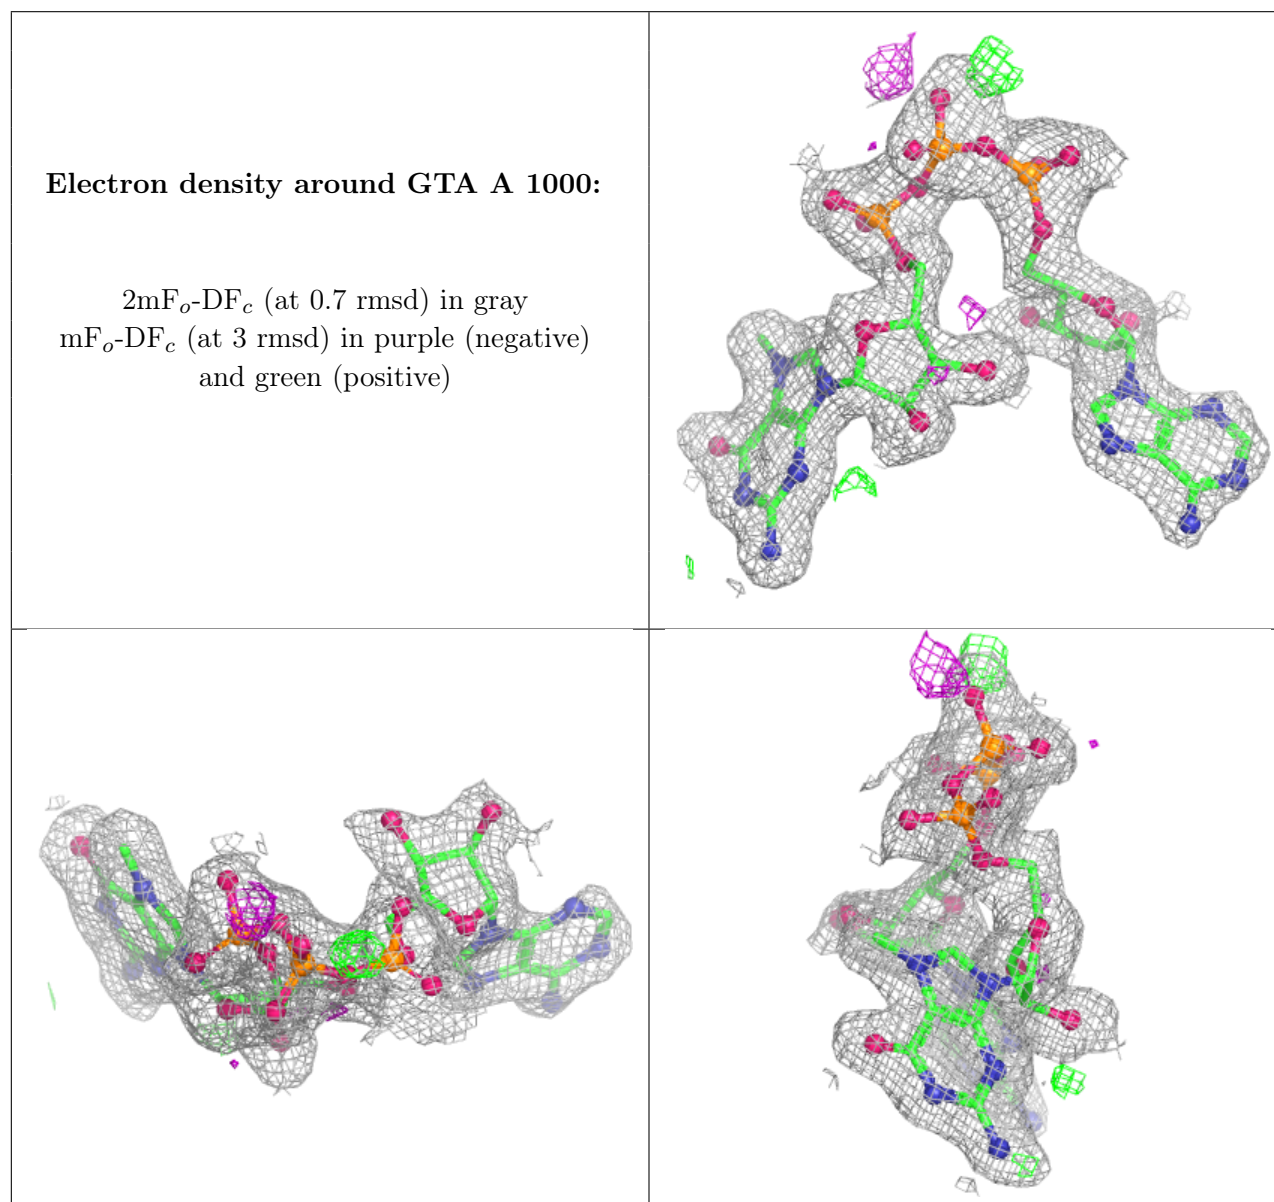 Electron density around GTA A 1000:
2mFo-DFc (at 0.7 rmsd) in gray
mFo-DFc (at 3 rmsd) in purple (negative)
and green (positive)